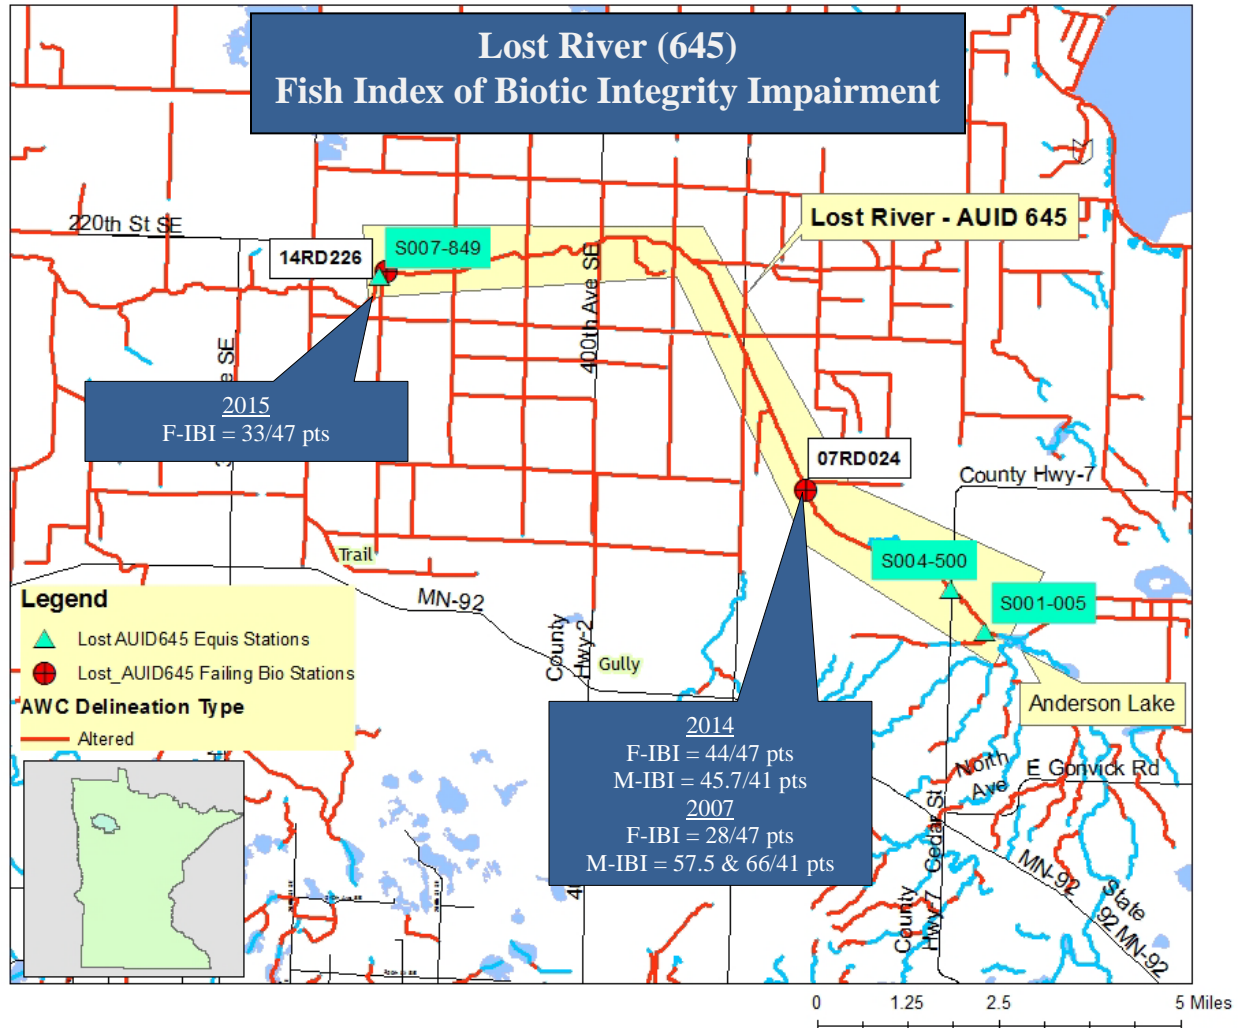 Lost River (645)
Fish Index of Biotic Integrity Impairment
220th St SE
14RD226
S007-849
Lost River - AUID 645
400th Ave SE
2015
F-IBI = 33/47 pts
07RD024
County Hwy-7
S004-500
S001-005
Trail
MN-92
County
Hwy-2
Gully
Anderson Lake
Legend
Lost AUID645 Equis Stations
Lost_AUID645 Failing Bio Stations
AWC Delineation Type
Altered
2014
F-IBI = 44/47 pts
M-IBI = 45.7/41 pts
2007
F-IBI = 28/47 pts
M-IBI = 57.5 & 66/41 pts
North
Ave
E Gonvick Rd
Cedar St
MN-92
State
92 MN-92
County
Hwy-7
0 1.25 2.5 5 Miles